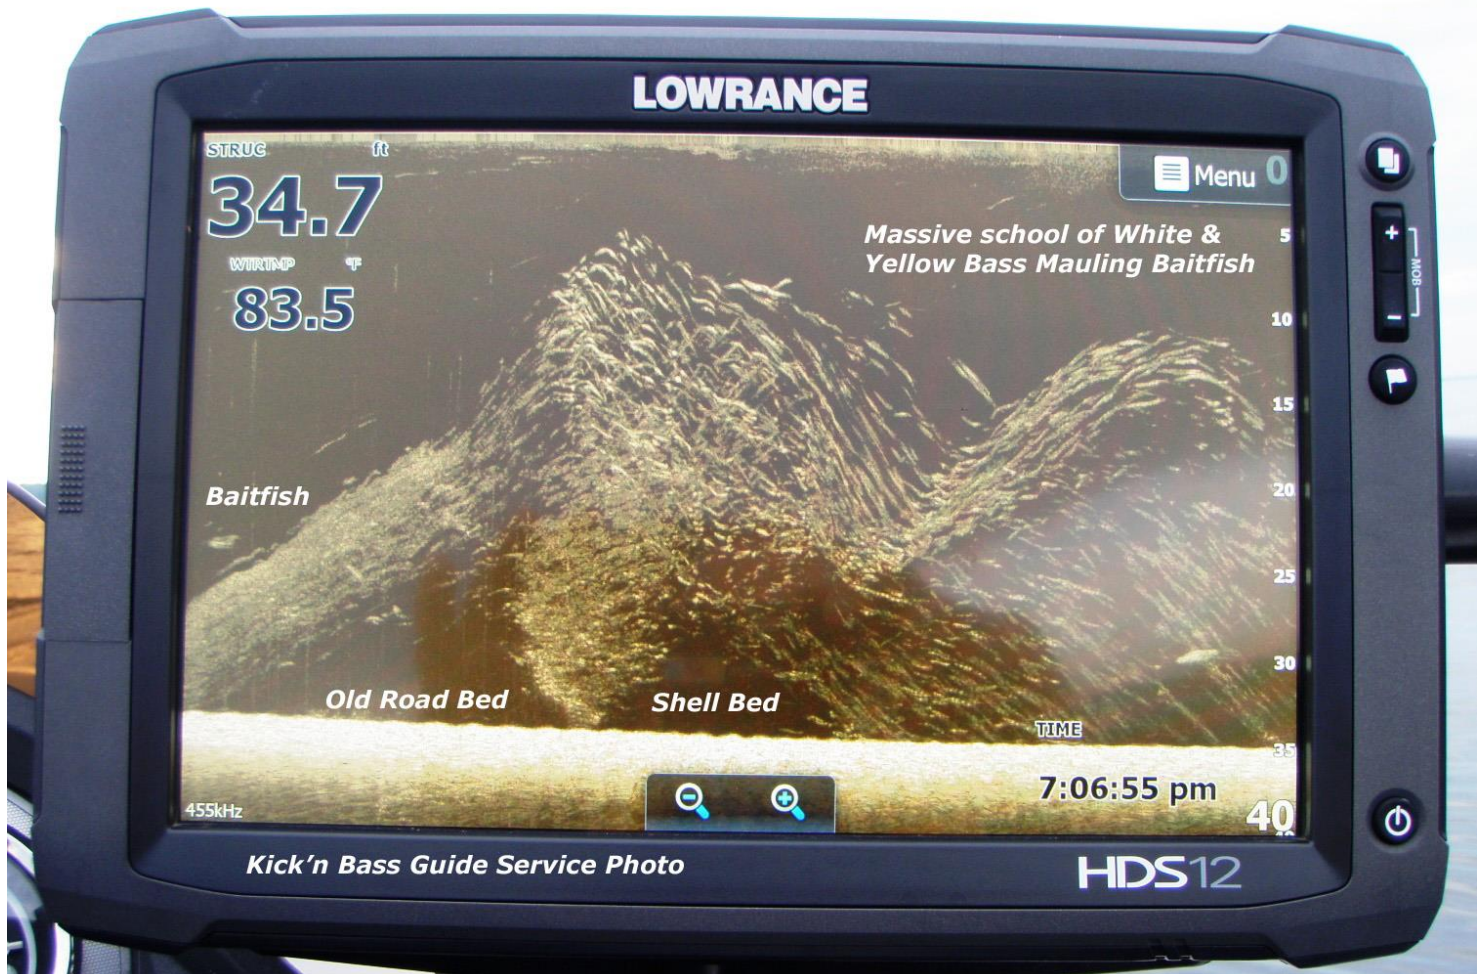 LOWRANCE
STRUC ft
34.7
WTRTMP °F
83.5
Menu 0
Massive school of White &
Yellow Bass Mauling Baitfish
5
10
15
20
25
30
35
40
Baitfish
Old Road Bed
Shell Bed
TIME
7:06:55 pm
455kHz
MOB
Kick'n Bass Guide Service Photo
HDS12